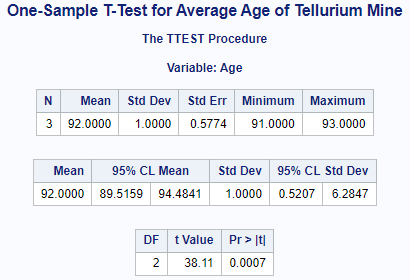 One-Sample T-Test for Average Age of Tellurium Mine
The TTEST Procedure
Variable: Age
N Mean Std Dev Std Err Minimum Maximum
3 92.0000 1.0000 0.5774 91.0000 93.0000
Mean 95% CL Mean Std Dev 95% CL Std Dev
92.0000 89.5159 94.4841 1.0000 0.5207 6.2847
DF t Value Pr > |t|
2 38.11 0.0007